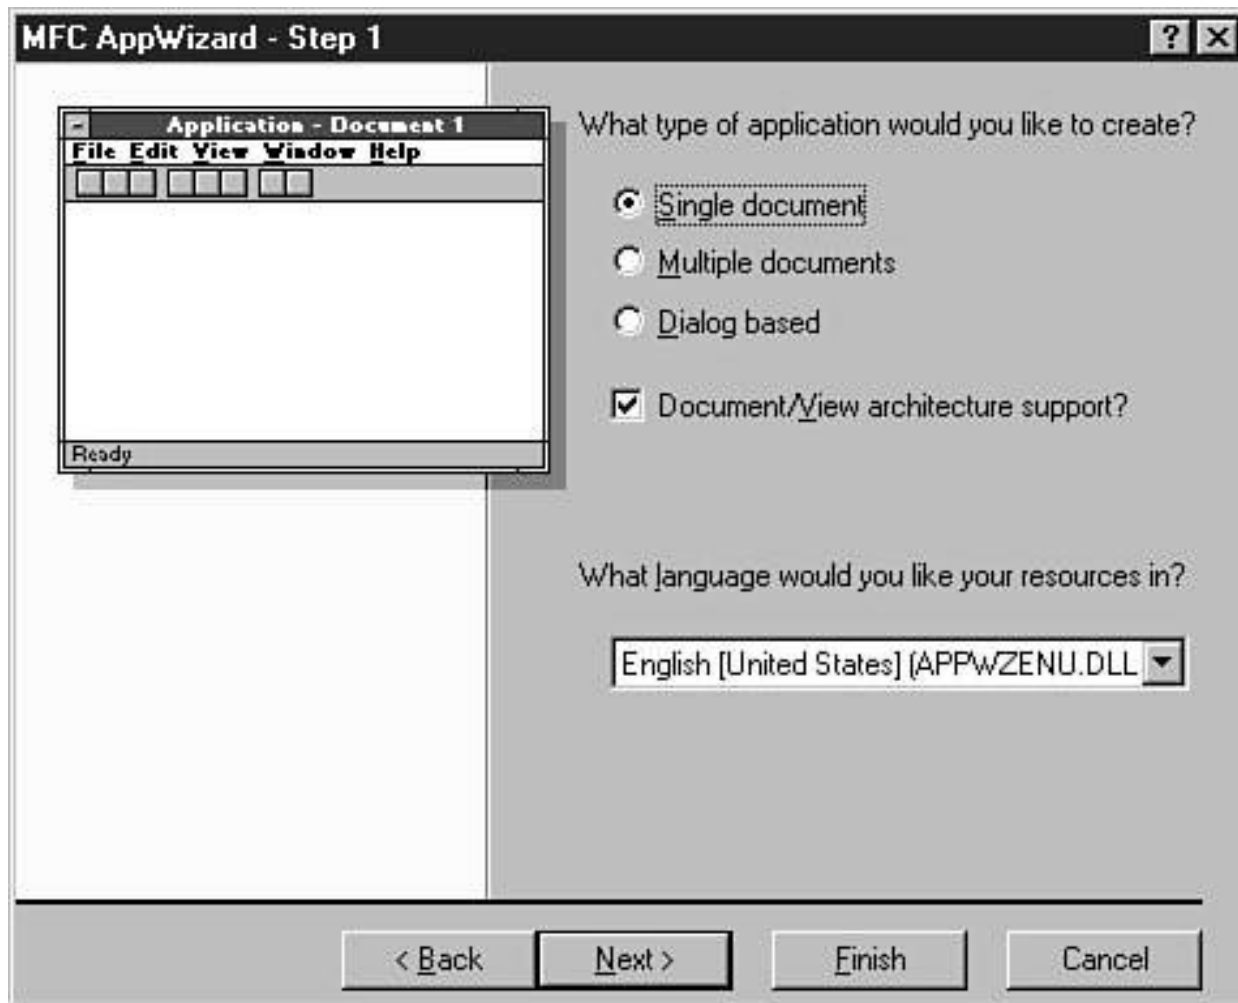 MFC AppWizard - Step 1
Application - Document 1
File Edit View Window Help
Ready
What type of application would you like to create?
Single document
Multiple documents
Dialog based
Document/View architecture support?
What language would you like your resources in?
English [United States] (APPWZENU.DLL
< Back
Next >
Finish
Cancel